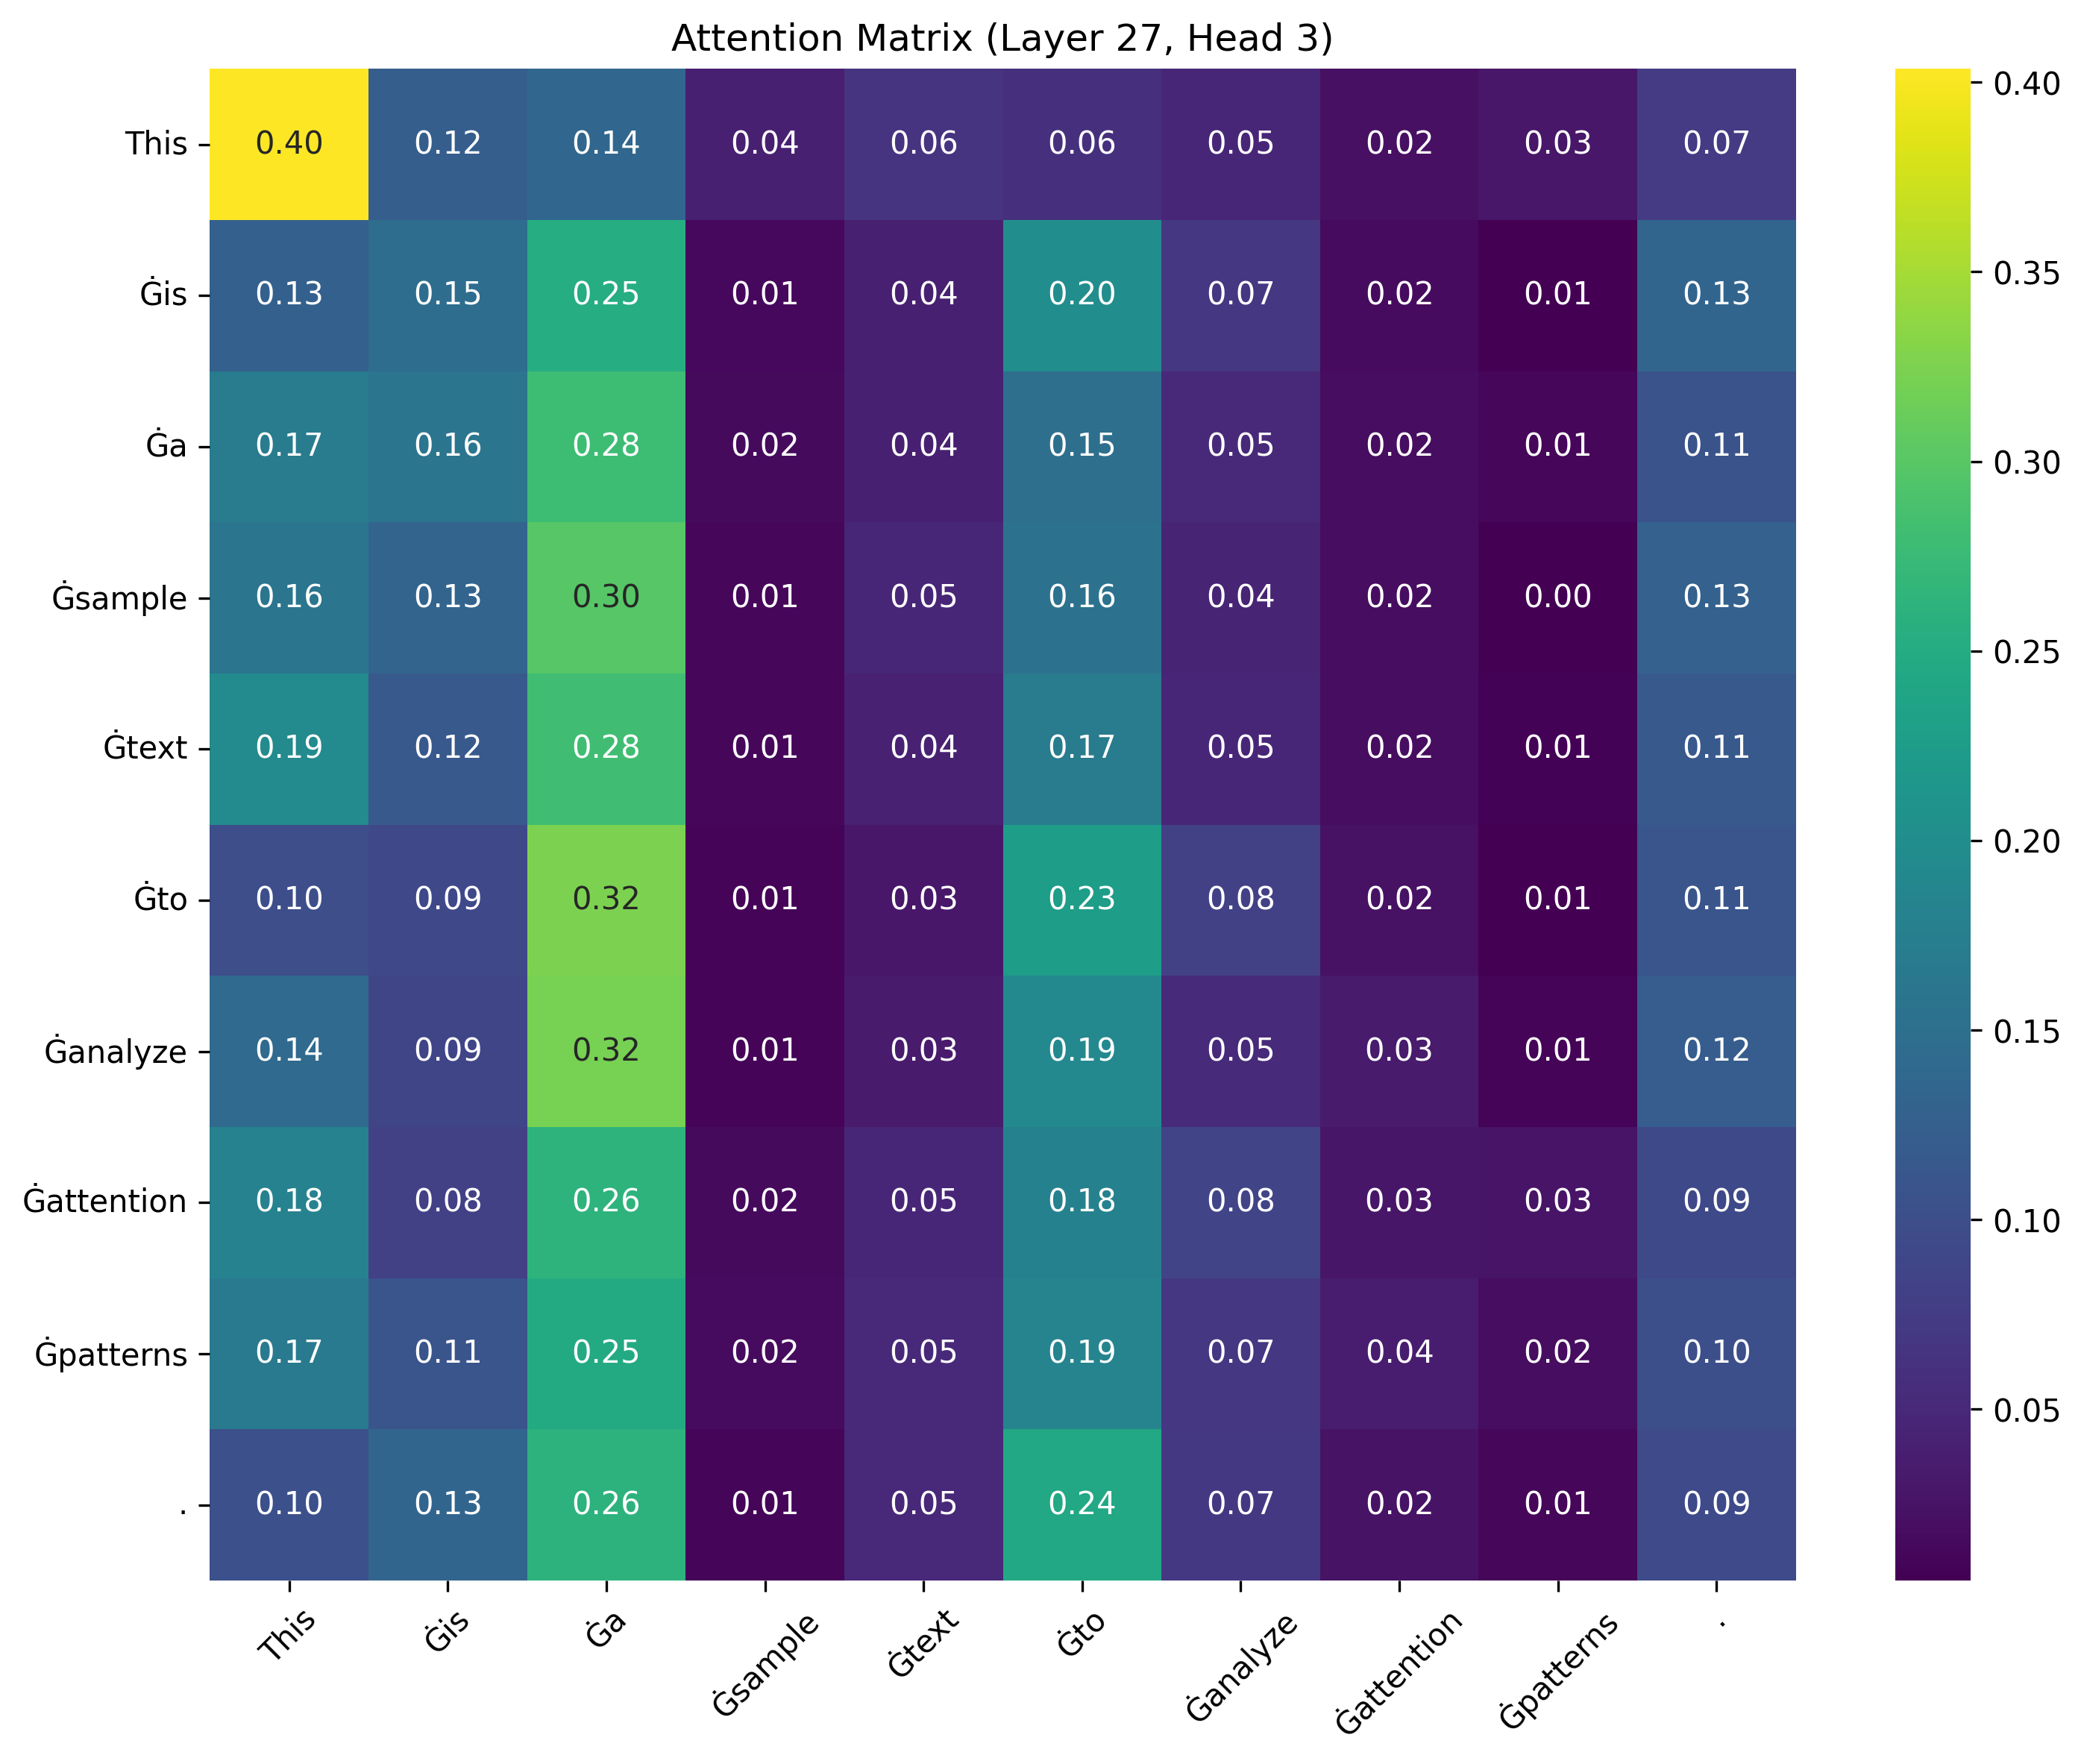 Attention Matrix (Layer 27, Head 3)
This 0.40 0.12 0.14 0.04 0.06 0.06 0.05 0.02 0.03 0.07
Ġis 0.13 0.15 0.25 0.01 0.04 0.20 0.07 0.02 0.01 0.13
Ġa 0.17 0.16 0.28 0.02 0.04 0.15 0.05 0.02 0.01 0.11
Ġsample 0.16 0.13 0.30 0.01 0.05 0.16 0.04 0.02 0.00 0.13
Ġtext 0.19 0.12 0.28 0.01 0.04 0.17 0.05 0.02 0.01 0.11
Ġto 0.10 0.09 0.32 0.01 0.03 0.23 0.08 0.02 0.01 0.11
Ġanalyze 0.14 0.09 0.32 0.01 0.03 0.19 0.05 0.03 0.01 0.12
Ġattention 0.18 0.08 0.26 0.02 0.05 0.18 0.08 0.03 0.03 0.09
Ġpatterns 0.17 0.11 0.25 0.02 0.05 0.19 0.07 0.04 0.02 0.10
. 0.10 0.13 0.26 0.01 0.05 0.24 0.07 0.02 0.01 0.09
This Ġis Ġa Ġsample Ġtext Ġto Ġanalyze Ġattention Ġpatterns .
0.40
0.35
0.30
0.25
0.20
0.15
0.10
0.05